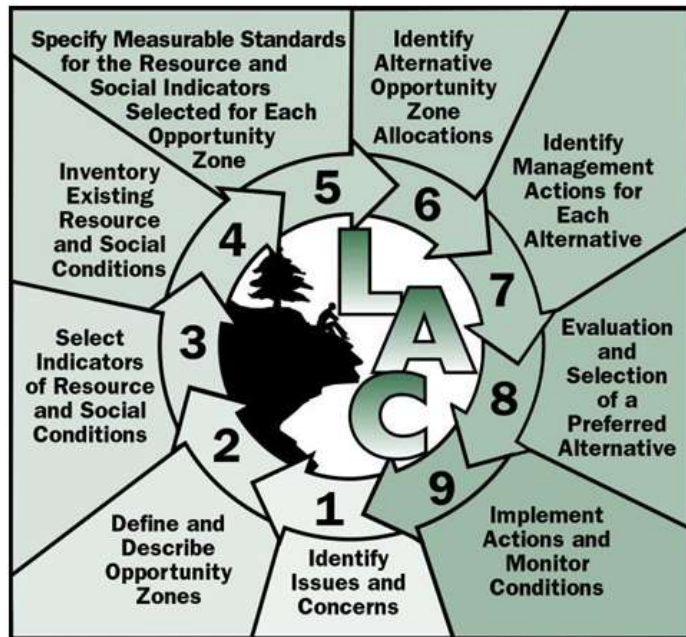 1
Identify
Issues and
Concerns
2
Define and
Describe
Opportunity
Zones
3
Select
Indicators
of Resource
and Social
Conditions
4
Inventory
Existing
Resource
and Social
Conditions
5
Specify Measurable Standards
for the Resource and
Social Indicators
Selected for Each
Opportunity
Zone
6
Identify
Alternative
Opportunity
Zone
Allocations
7
Identify
Management
Actions for
Each
Alternative
8
Evaluation
and
Selection
of a
Preferred
Alternative
9
Implement
Actions and
Monitor
Conditions
L
A
C